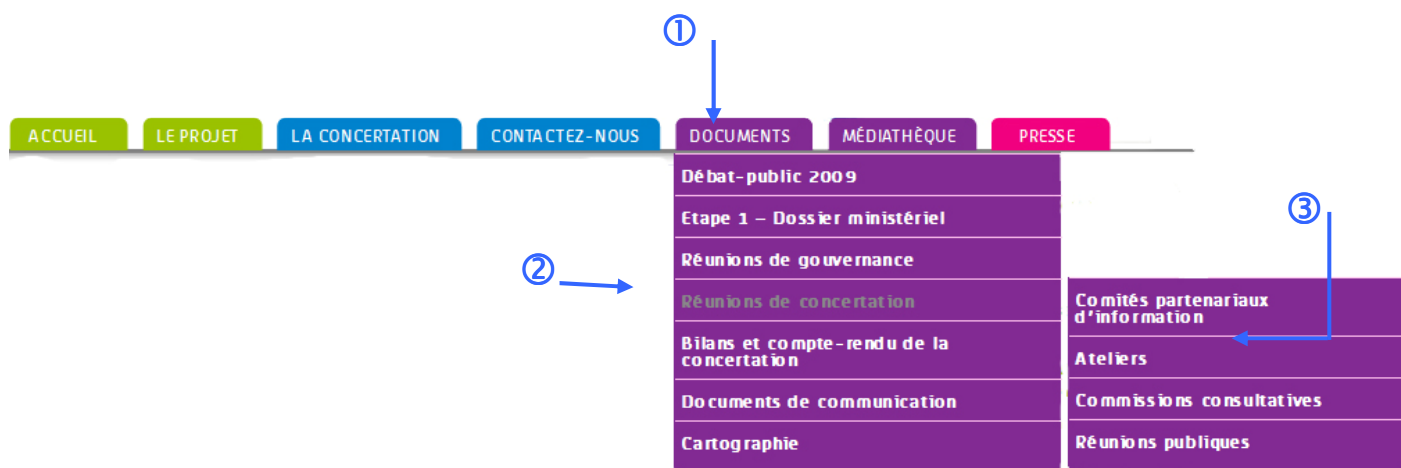 ①
ACCUEIL LE PROJET LA CONCERTATION CONTACTEZ-NOUS DOCUMENTS MÉDIATHÈQUE PRESSE
Débat-public 2009
Etape 1 – Dossier ministériel
③
Réunions de gouvernance
②
Réunions de concertation
Bilans et compte-rendu de la
concertation
Documents de communication
Cartographie
Comités partenariaux
d'information
Ateliers
Commissions consultatives
Réunions publiques